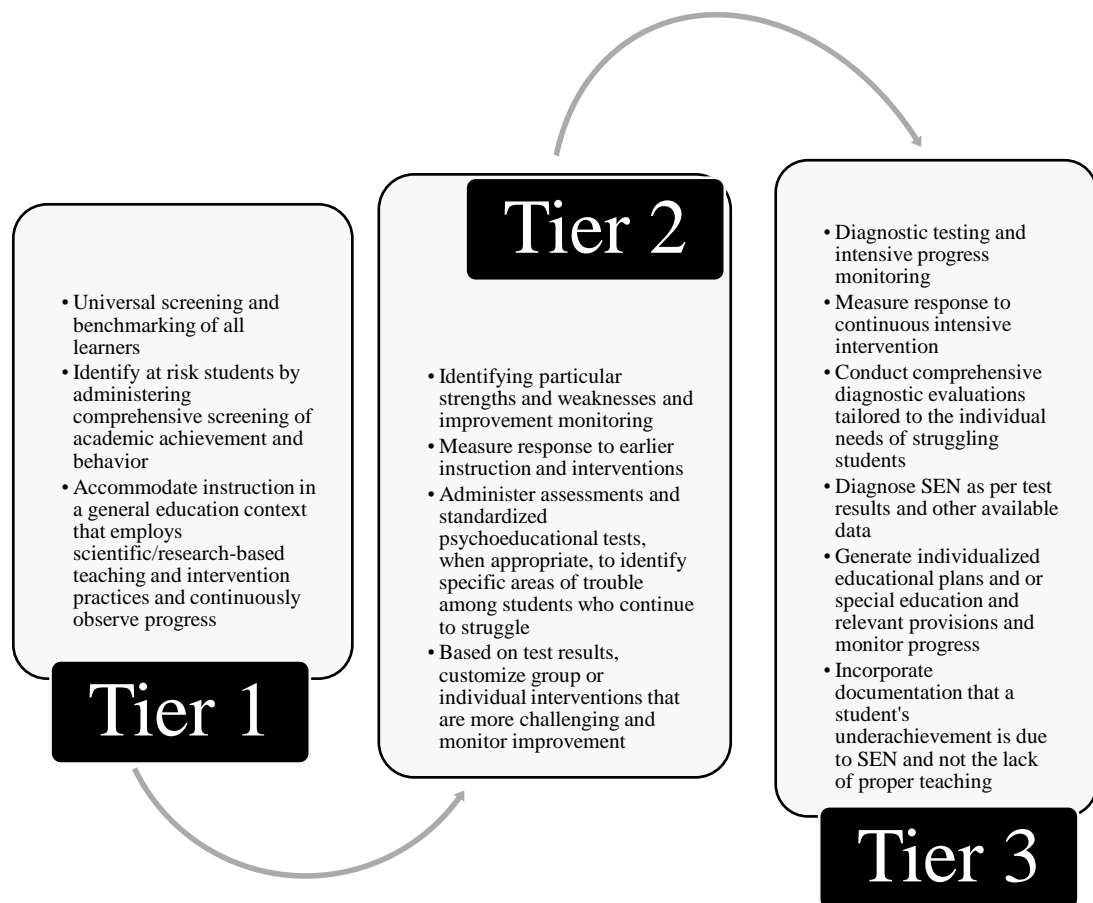 • Universal screening and
benchmarking of all
learners
• Identify at risk students by
administering
comprehensive screening of
academic achievement and
behavior
• Accommodate instruction in
a general education context
that employs
scientific/research-based
teaching and intervention
practices and continuously
observe progress
Tier 1
Tier 2
• Identifying particular
strengths and weaknesses and
improvement monitoring
• Measure response to earlier
instruction and interventions
• Administer assessments and
standardized
psychoeducational tests,
when appropriate, to identify
specific areas of trouble
among students who continue
to struggle
• Based on test results,
customize group or
individual interventions that
are more challenging and
monitor improvement
• Diagnostic testing and
intensive progress
monitoring
• Measure response to
continuous intensive
intervention
• Conduct comprehensive
diagnostic evaluations
tailored to the individual
needs of struggling
students
• Diagnose SEN as per test
results and other available
data
• Generate individualized
educational plans and or
special education and
relevant provisions and
monitor progress
• Incorporate
documentation that a
student's
underachievement is due
to SEN and not the lack
of proper teaching
Tier 3